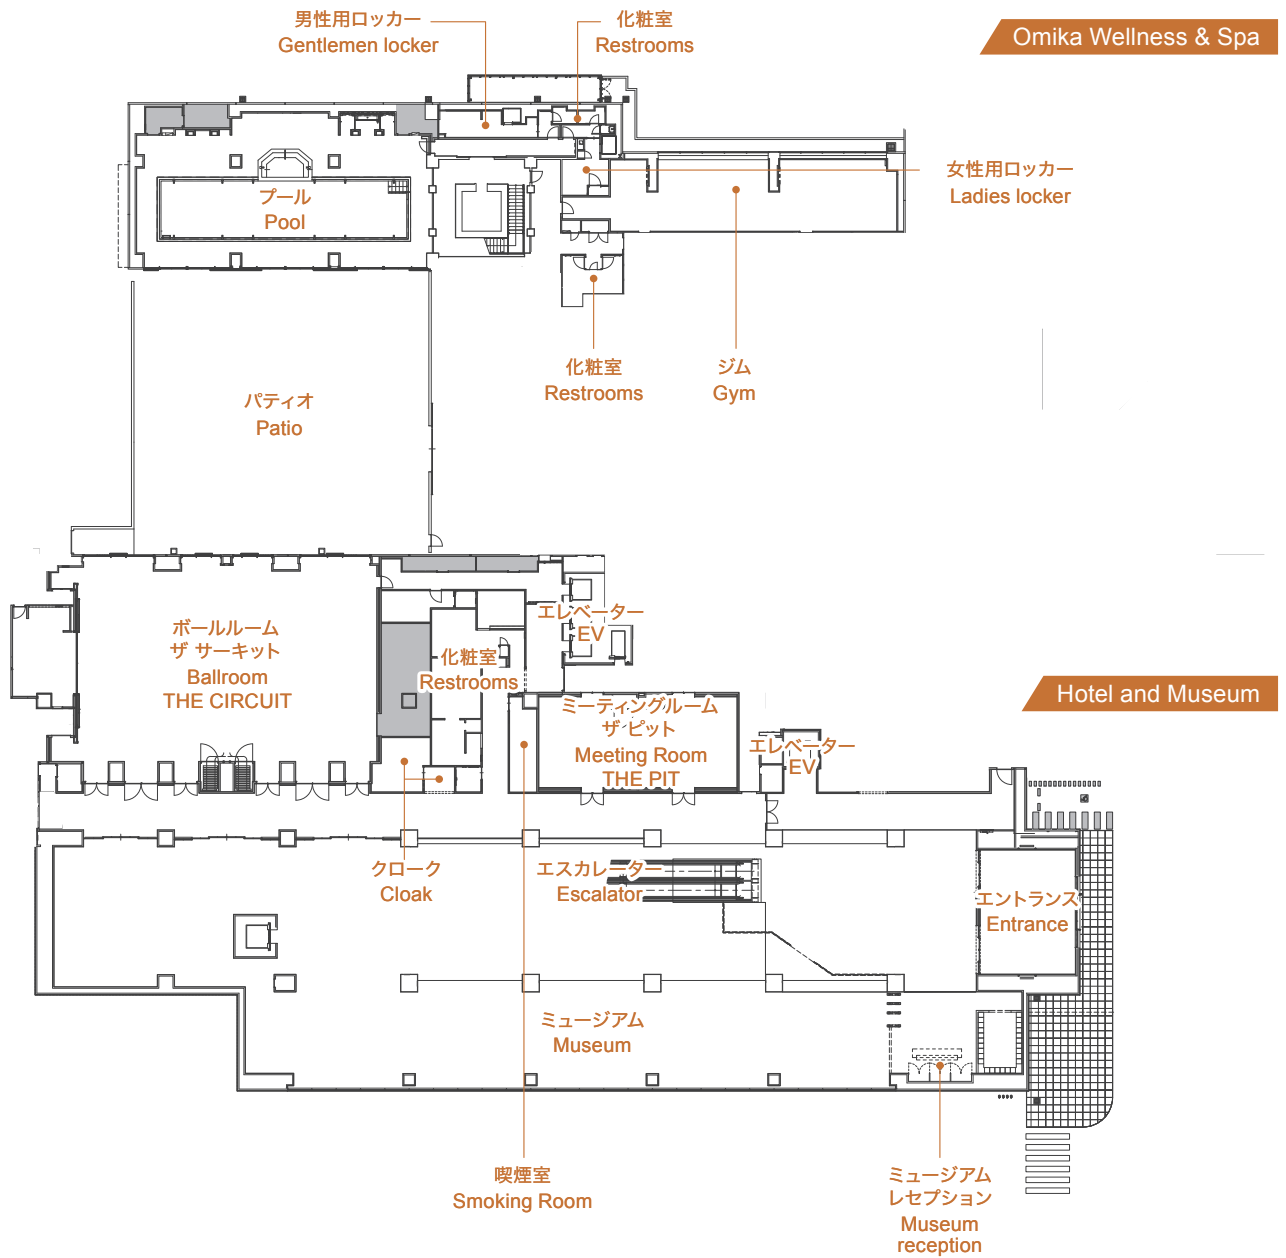 男性用ロッカー
Gentlemen locker
化粧室
Restrooms
Omika Wellness & Spa
女性用ロッカー
Ladies locker
プール
Pool
化粧室
Restrooms
ジム
Gym
パティオ
Patio
エレベーター
EV
ボールルーム
ザ サーキット
Ballroom
THE CIRCUIT
化粧室
Restrooms
Hotel and Museum
ミーティングルーム
ザ ピット
Meeting Room
THE PIT
エレベーター
EV
クローク
Cloak
エスカレーター
Escalator
エントランス
Entrance
ミュージアム
Museum
喫煙室
Smoking Room
ミュージアム
レセプション
Museum
reception